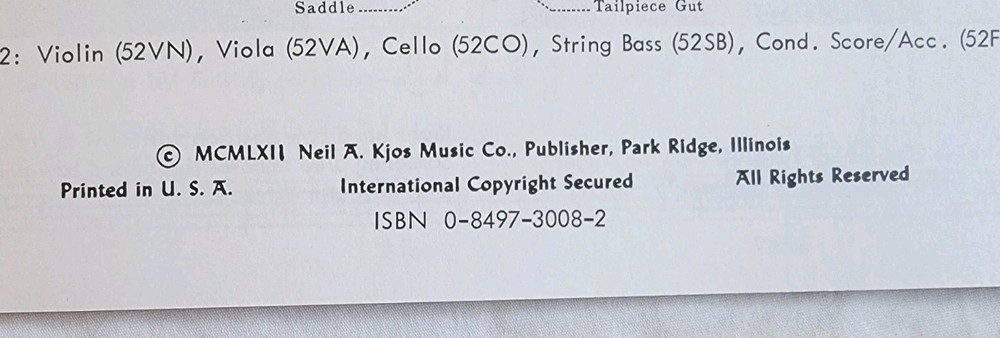 Saddle ........... ........ Tailpiece Gut
2: Violin (52VN), Viola (52VA), Cello (52CO), String Bass (52SB), Cond. Score/Acc. (52F
© MCMLXII Neil A. Kjos Music Co., Publisher, Park Ridge, Illinois
Printed in U. S. A. International Copyright Secured All Rights Reserved
ISBN 0-8497-3008-2